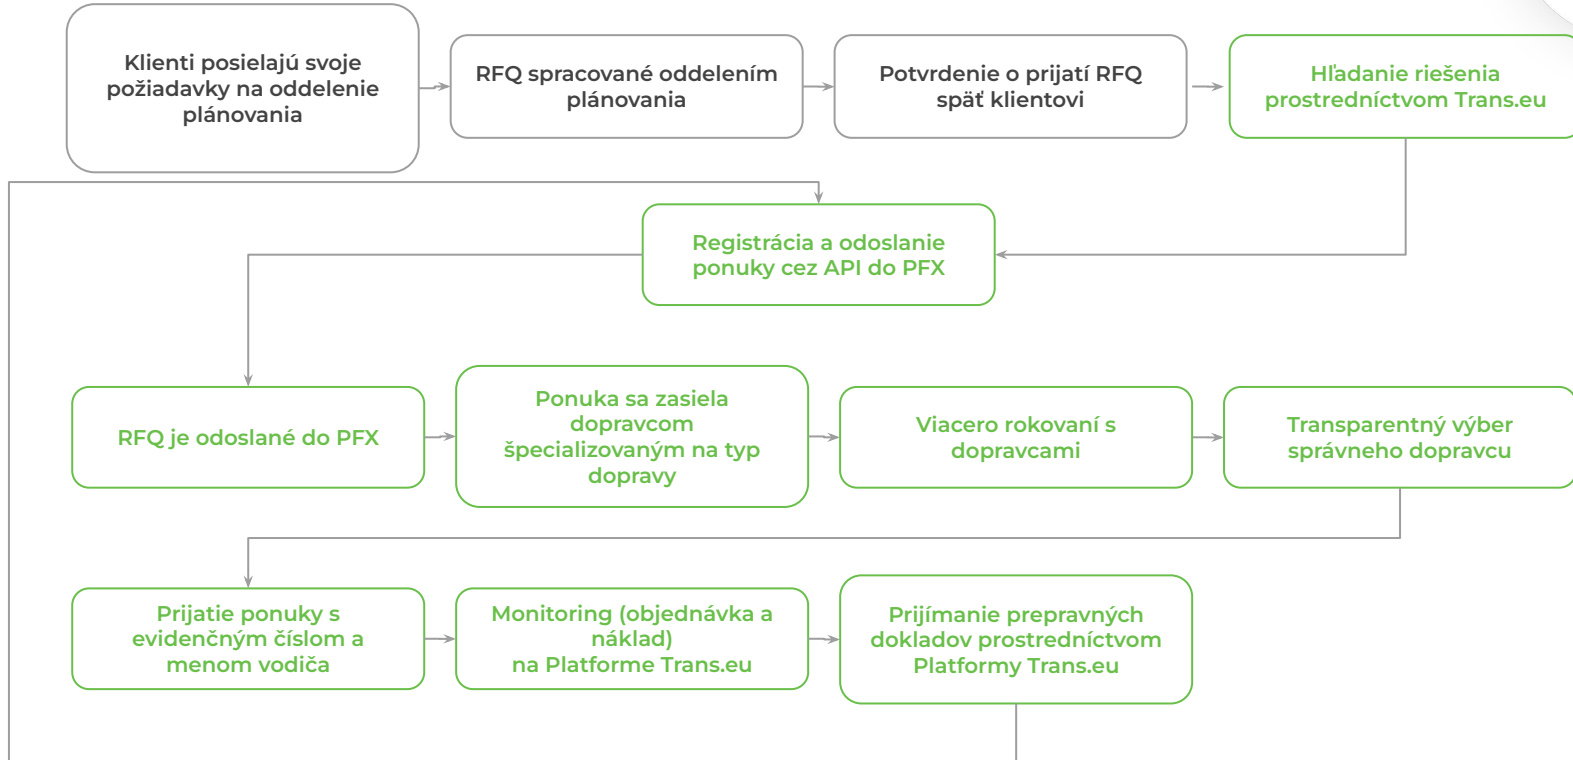 Klienti posielajú svoje
požiadavky na oddelenie
plánovania
RFQ spracované oddelením
plánovania
Potvrdenie o prijatí RFQ
späť klientovi
Hľadanie riešenia
prostredníctvom Trans.eu
Registrácia a odoslanie
ponuky cez API do PFX
RFQ je odoslané do PFX
Ponuka sa zasiela
dopravcom
špecializovaným na typ
dopravy
Viacero rokovaní s
dopravcami
Transparentný výber
správneho dopravcu
Prijatie ponuky s
evidenčným číslom a
menom vodiča
Monitoring (objednávka a
náklad)
na Platforme Trans.eu
Prijímanie prepravných
dokladov prostredníctvom
Platformy Trans.eu